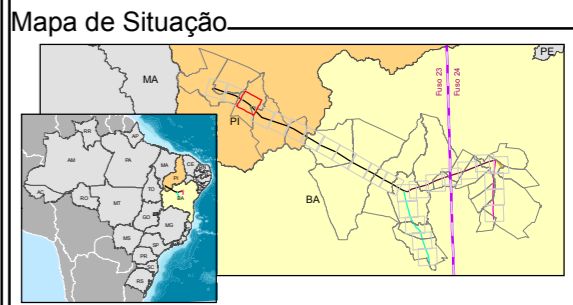 Mapa de Situação
PE
MA
Fuso 23
Fuso 24
PI
BA
RR
AP
AM
PA
MA
CE
PI
AC
TO
RO
BA
MT
GO
MG
MS
SP
PR
SC
RS